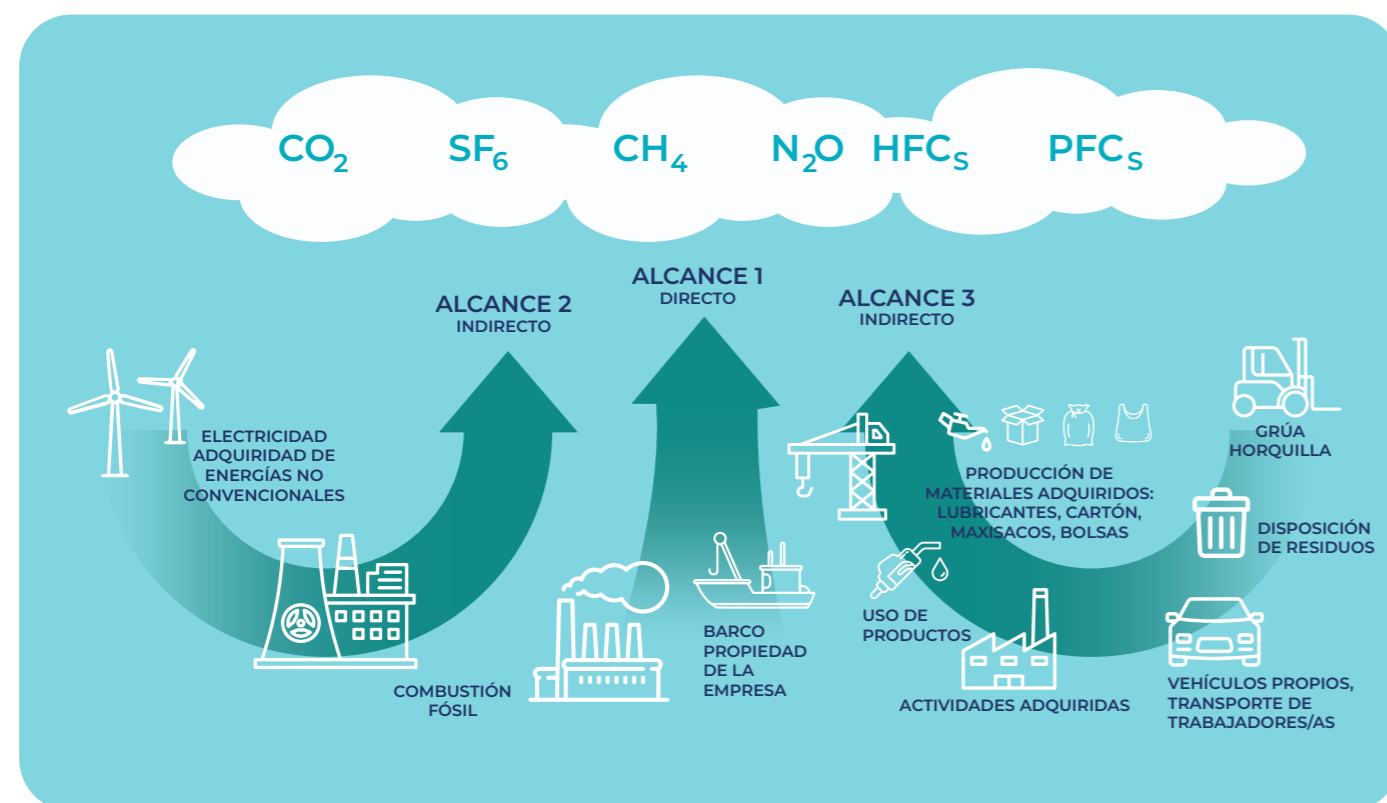 CO₂ SF₆ CH₄ N₂O HFCS PFCS
ALCANCE 2
INDIRECTO
ALCANCE 1
DIRECTO
ALCANCE 3
INDIRECTO
ELECTRICIDAD
ADQUIRIDAD DE
ENERGÍAS NO
CONVENCIONALES
COMBUSTIÓN
FÓSIL
BARCO
PROPIEDAD
DE LA
EMPRESA
USO DE
PRODUCTOS
PRODUCCIÓN DE
MATERIALES ADQUIRIDOS:
LUBRICANTES, CARTÓN,
MAXISACOS, BOLSAS
ACTIVIDADES ADQUIRIDAS
GRÚA
HORQUILLA
DISPOSICIÓN
DE RESIDUOS
VEHÍCULOS PROPIOS,
TRANSPORTE DE
TRABAJADORES/AS